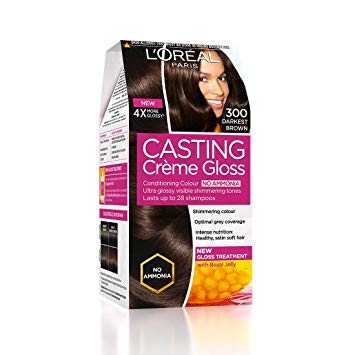 L'ORÉAL
PARIS
NEW
4X MORE
GLOSSY*
300
DARKEST
BROWN
CASTING
Crème Gloss
Conditioning Colour NO AMMONIA
Ultra glossy visible shimmering tones
Lasts up to 28 shampoos
Shimmering colour
Optimal grey coverage
Intense nutrition:
Healthy, satin soft hair
NEW
GLOSS TREATMENT
with Royal Jelly
NO
AMMONIA